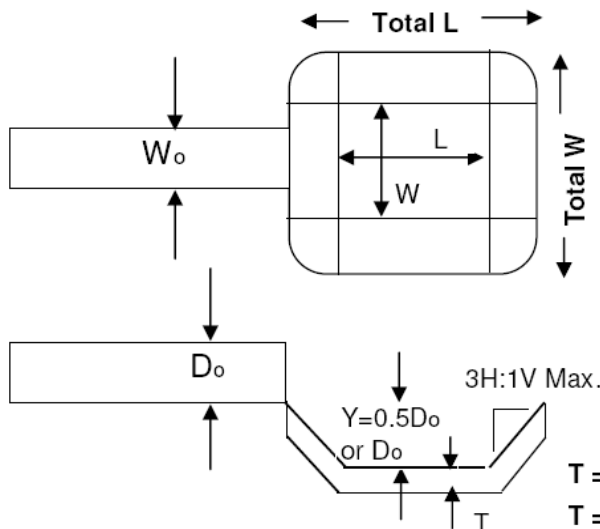 Total L
Wo
L
W
Total W
Do
3H:1V Max.
Y=0.5Do
or Do
T =
T =
T